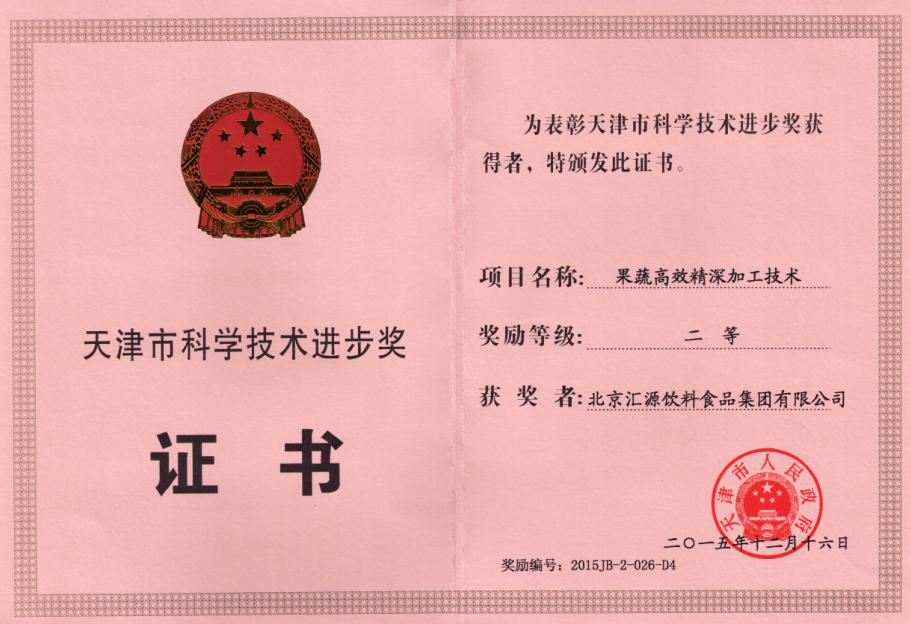 天津市科学技术进步奖
证 书
为表彰天津市科学技术进步奖获
得者，特颁发此证书。
项目名称: 果蔬高效精深加工技术
奖励等级: 二 等
获 奖 者: 北京汇源饮料食品集团有限公司
天津市人民政府
二〇一五年十二月十六日
奖励编号：2015JB-2-026-D4